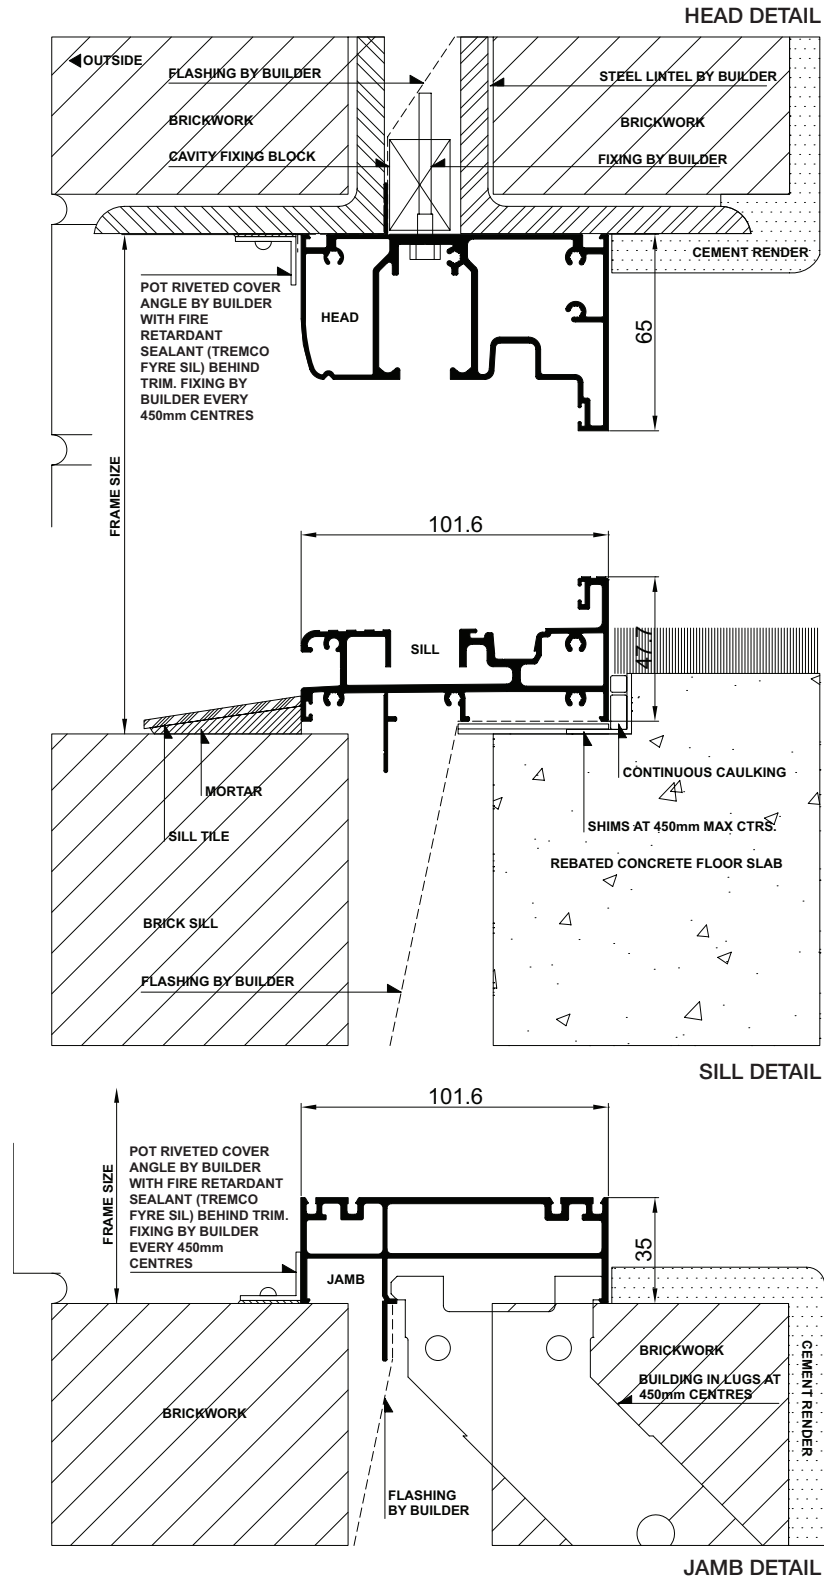 HEAD DETAIL
OUTSIDE
FLASHING BY BUILDER
STEEL LINTEL BY BUILDER
BRICKWORK
BRICKWORK
CAVITY FIXING BLOCK
FIXING BY BUILDER
CEMENT RENDER
POT RIVETED COVER
ANGLE BY BUILDER
WITH FIRE
RETARDANT
SEALANT (TREMCO
FYRE SIL) BEHIND
TRIM. FIXING BY
BUILDER EVERY
450mm CENTRES
HEAD
65
FRAME SIZE
101.6
SILL
47.7
CONTINUOUS CAULKING
MORTAR
SHIMS AT 450mm MAX CTRS.
SILL TILE
REBATED CONCRETE FLOOR SLAB
BRICK SILL
FLASHING BY BUILDER
SILL DETAIL
101.6
FRAME SIZE
POT RIVETED COVER
ANGLE BY BUILDER
WITH FIRE RETARDANT
SEALANT (TREMCO
FYRE SIL) BEHIND TRIM.
FIXING BY BUILDER
EVERY 450mm
CENTRES
35
JAMB
BRICKWORK
BUILDING IN LUGS AT
450mm CENTRES
CEMENT RENDER
BRICKWORK
FLASHING
BY BUILDER
JAMB DETAIL